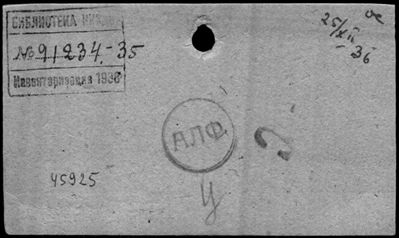 БИБЛИОТЕКА
№ 91234.-35
Инвентаризация 1936
25/XII
- 36
АЛФ.
45925
Ц